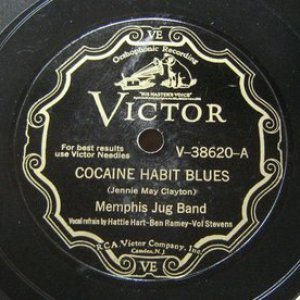 VE
Orthophonic Recording
"HIS MASTER'S VOICE"
VICTOR
For best results
use Victor Needles
V-38620-A
COCAINE HABIT BLUES
(Jennie May Clayton)
Memphis Jug Band
Vocal refrain by Hattie Hart-Ben Ramey-Vol Stevens
RCA Victor Company, Inc.
Camden, N.J.
VE